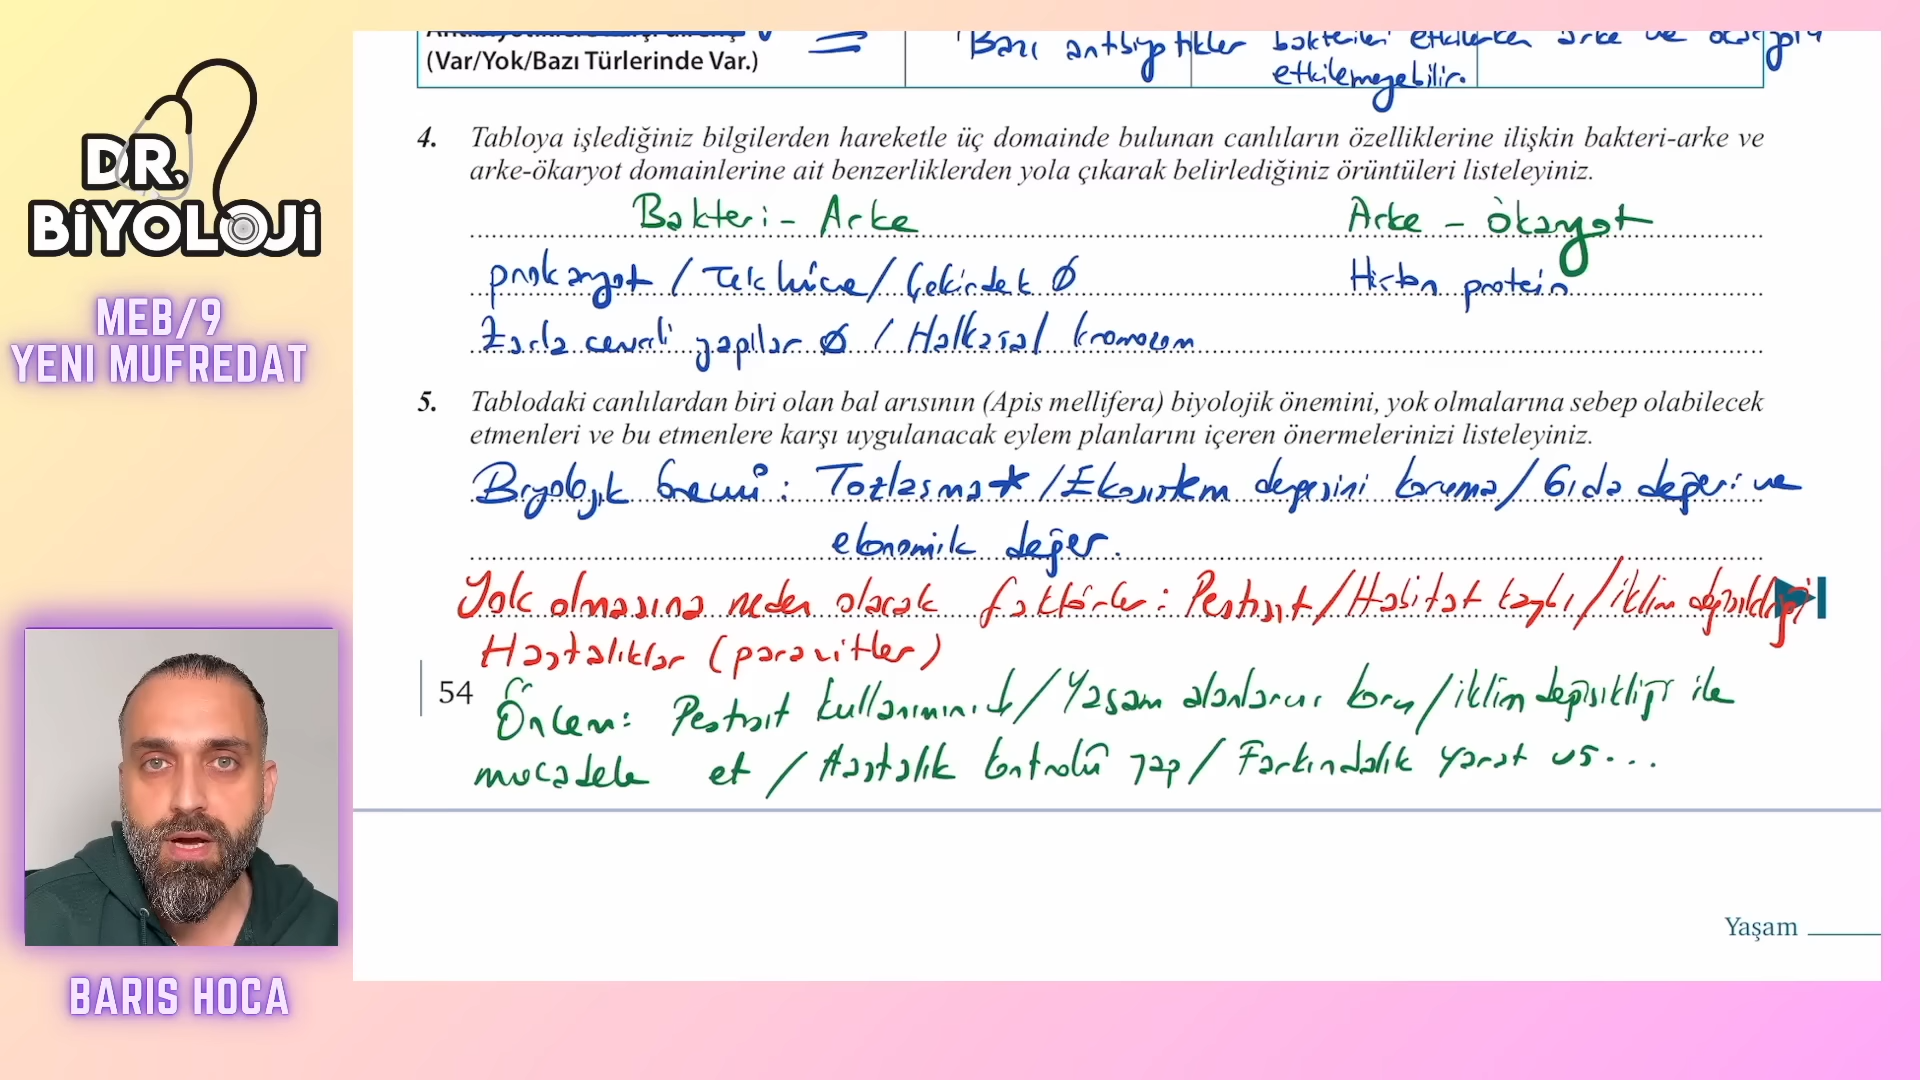 DR.
BiYOLOJi
MEB/9
YENI MUFREDAT
BARIS HOCA
(Var/Yok/Bazı Türlerinde Var.)
Bazı antibiyotikler bakterileri etkilerken arke ve
etkilemeyebilir.
4. Tabloya işlediğiniz bilgilerden hareketle üç domainde bulunan canlıların özelliklerine ilişkin bakteri-arke ve
arke-ökaryot domainlerine ait benzerliklerden yola çıkarak belirlediğiniz örüntüleri listeleyiniz.
Bakteri - Arke Arke - ökaryot
prokaryot / Tek hücre / Çekirdek Ø Histon protein
Zarla çevrili yapılar Ø / Halkasal kromozom
5. Tablodaki canlılardan biri olan bal arısının (Apis mellifera) biyolojik önemini, yok olmalarına sebep olabilecek
etmenleri ve bu etmenlere karşı uygulanacak eylem planlarını içeren önermelerinizi listeleyiniz.
Biyolojik önemi: Tozlaşma* / Ekosistem dengesini koruma / Gıda değeri ve
ekonomik değer.
Yok olmasına neden olacak faktörler: Pestisit / Habitat kaybı / iklim değişikliği
Hastalıklar (parazitler)
54
Önlem: Pestisit kullanımını ↓ / Yaşam alanlarını koru / iklim değişikliği ile
mücadele et / Hastalık kontrolü yap / Farkındalık yarat vs...
Yaşam